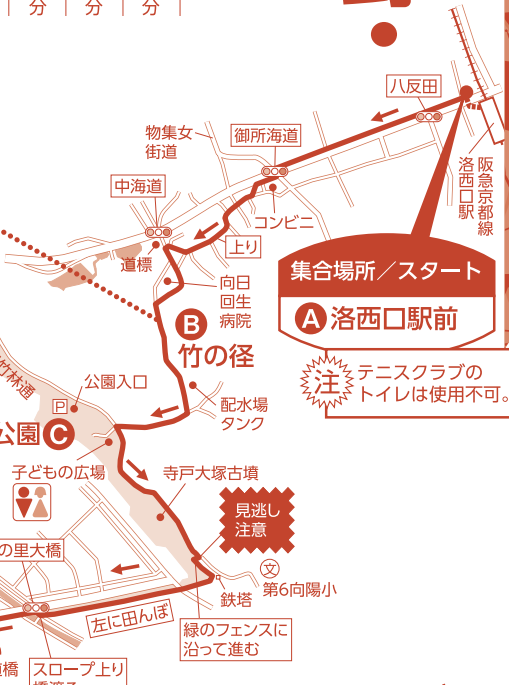 分 分 分
八反田
物集女
街道
御所海道
中海道
洛西口駅
阪急京都線
コンビニ
上り
道標
集合場所／スタート
A 洛西口駅前
向日
回生
病院
B
竹の径
注 テニスクラブの
トイレは使用不可。
竹林通
公園入口
P
配水場
タンク
公園 C
子どもの広場
寺戸大塚古墳
見逃し
注意
の里大橋
文
第6向陽小
鉄塔
左に田んぼ
緑のフェンスに
沿って進む
橋
スロープ上り